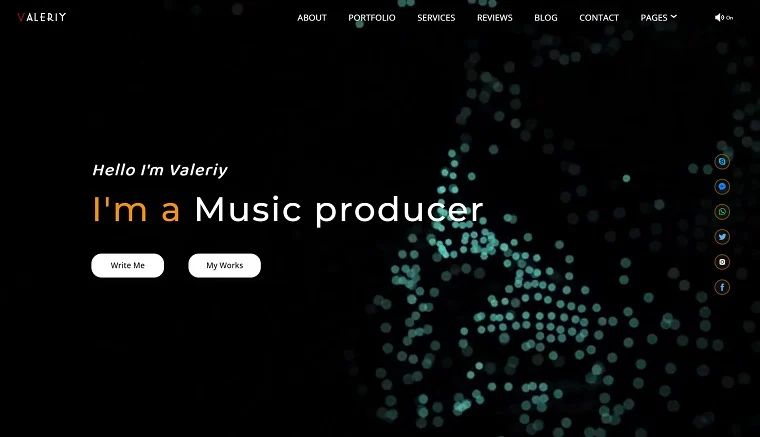 VALERIY
ABOUT PORTFOLIO SERVICES REVIEWS BLOG CONTACT PAGES On
Hello I'm Valeriy
I'm a Music producer
Write Me My Works